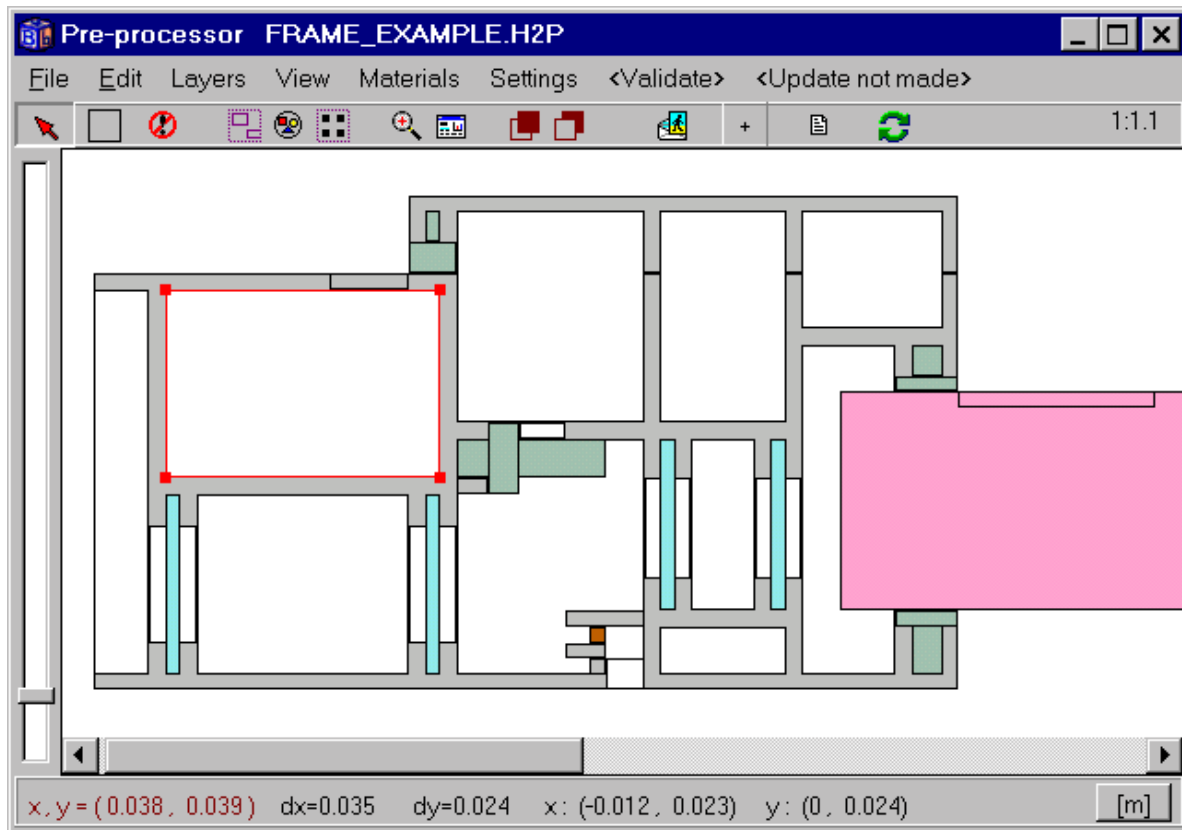 Pre-processor FRAME_EXAMPLE.H2P
File Edit Layers View Materials Settings <Validate> <Update not made>
+ 1:1.1
x, y = ( 0.038 , 0.039 ) dx=0.035 dy=0.024 x : (-0.012 , 0.023) y : (0 , 0.024) [m]